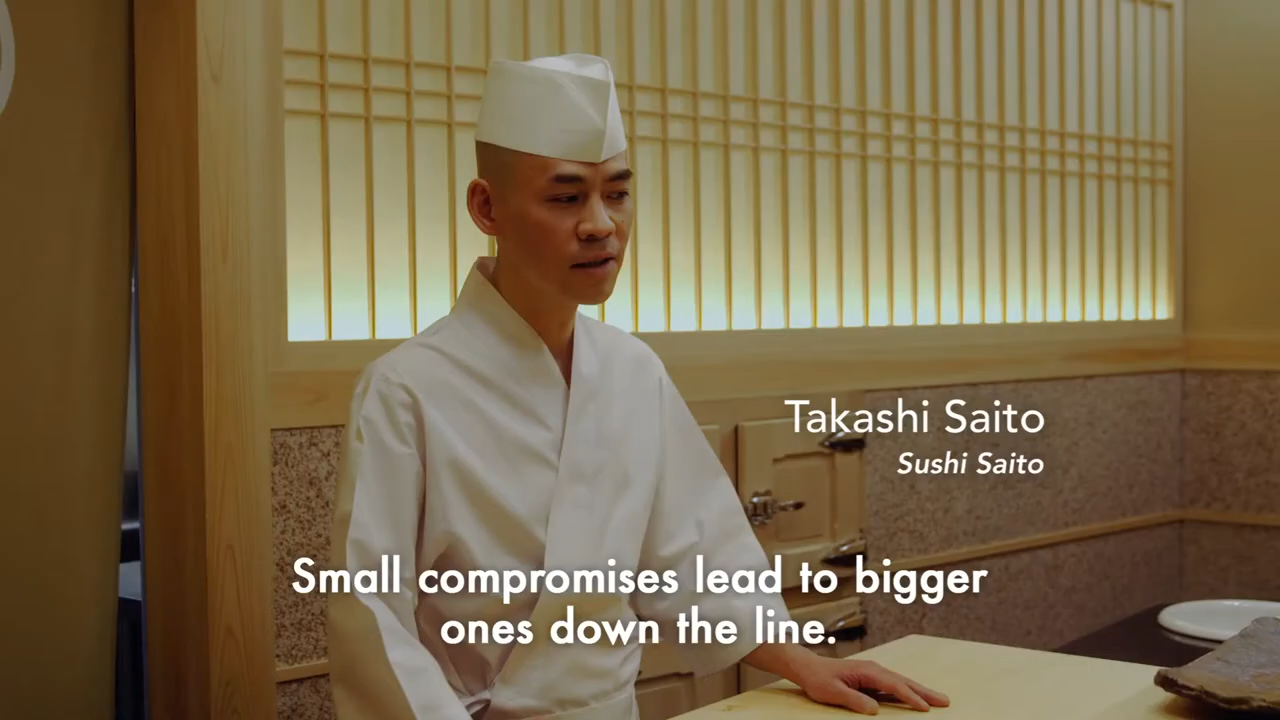 Takashi Saito
Sushi Saito
Small compromises lead to bigger
ones down the line.